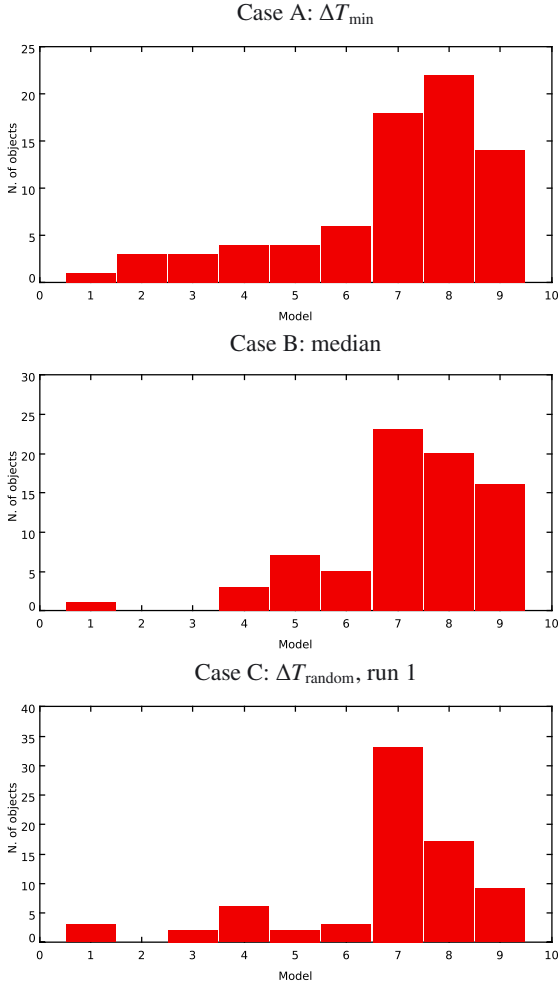 Case A: ΔT_min
25
20
15
10
5
0
N. of objects
0 1 2 3 4 5 6 7 8 9 10
Model
Case B: median
30
25
20
15
10
5
0
N. of objects
0 1 2 3 4 5 6 7 8 9 10
Model
Case C: ΔT_random, run 1
40
35
30
25
20
15
10
5
0
N. of objects
0 1 2 3 4 5 6 7 8 9 10
Model